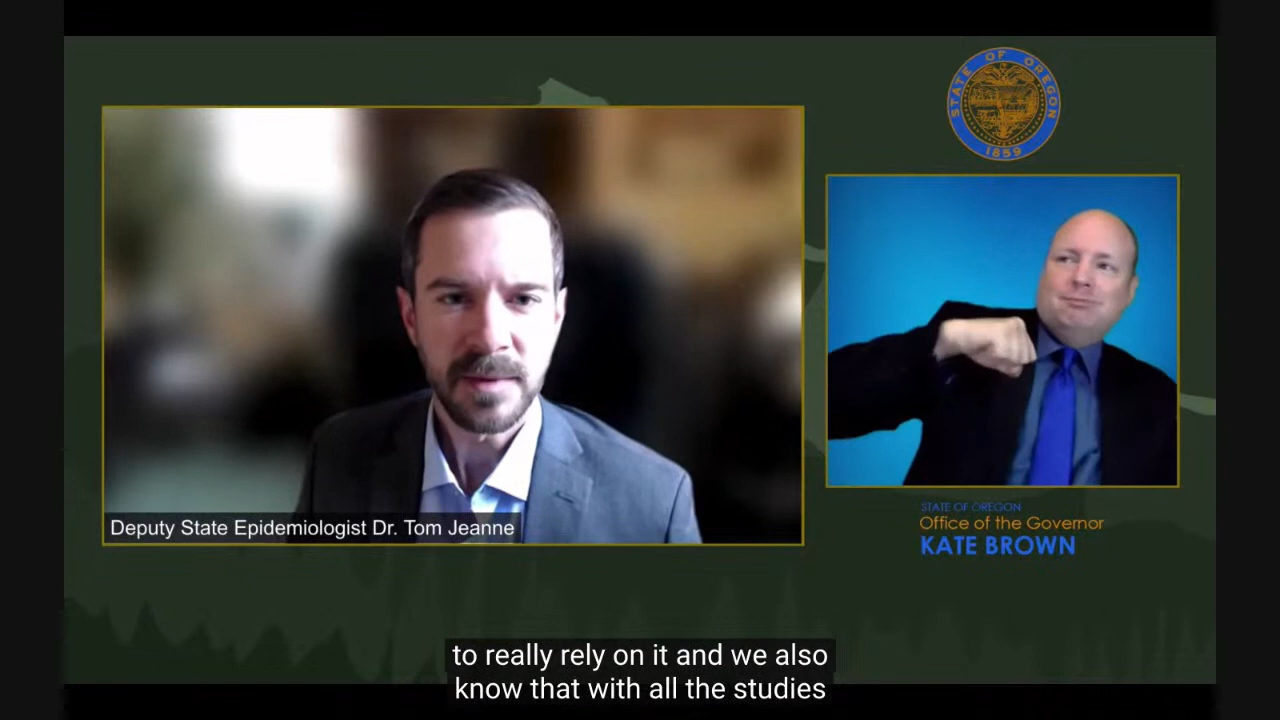 STATE OF OREGON
1859
Deputy State Epidemiologist Dr. Tom Jeanne
STATE OF OREGON
Office of the Governor
KATE BROWN
to really rely on it and we also
know that with all the studies